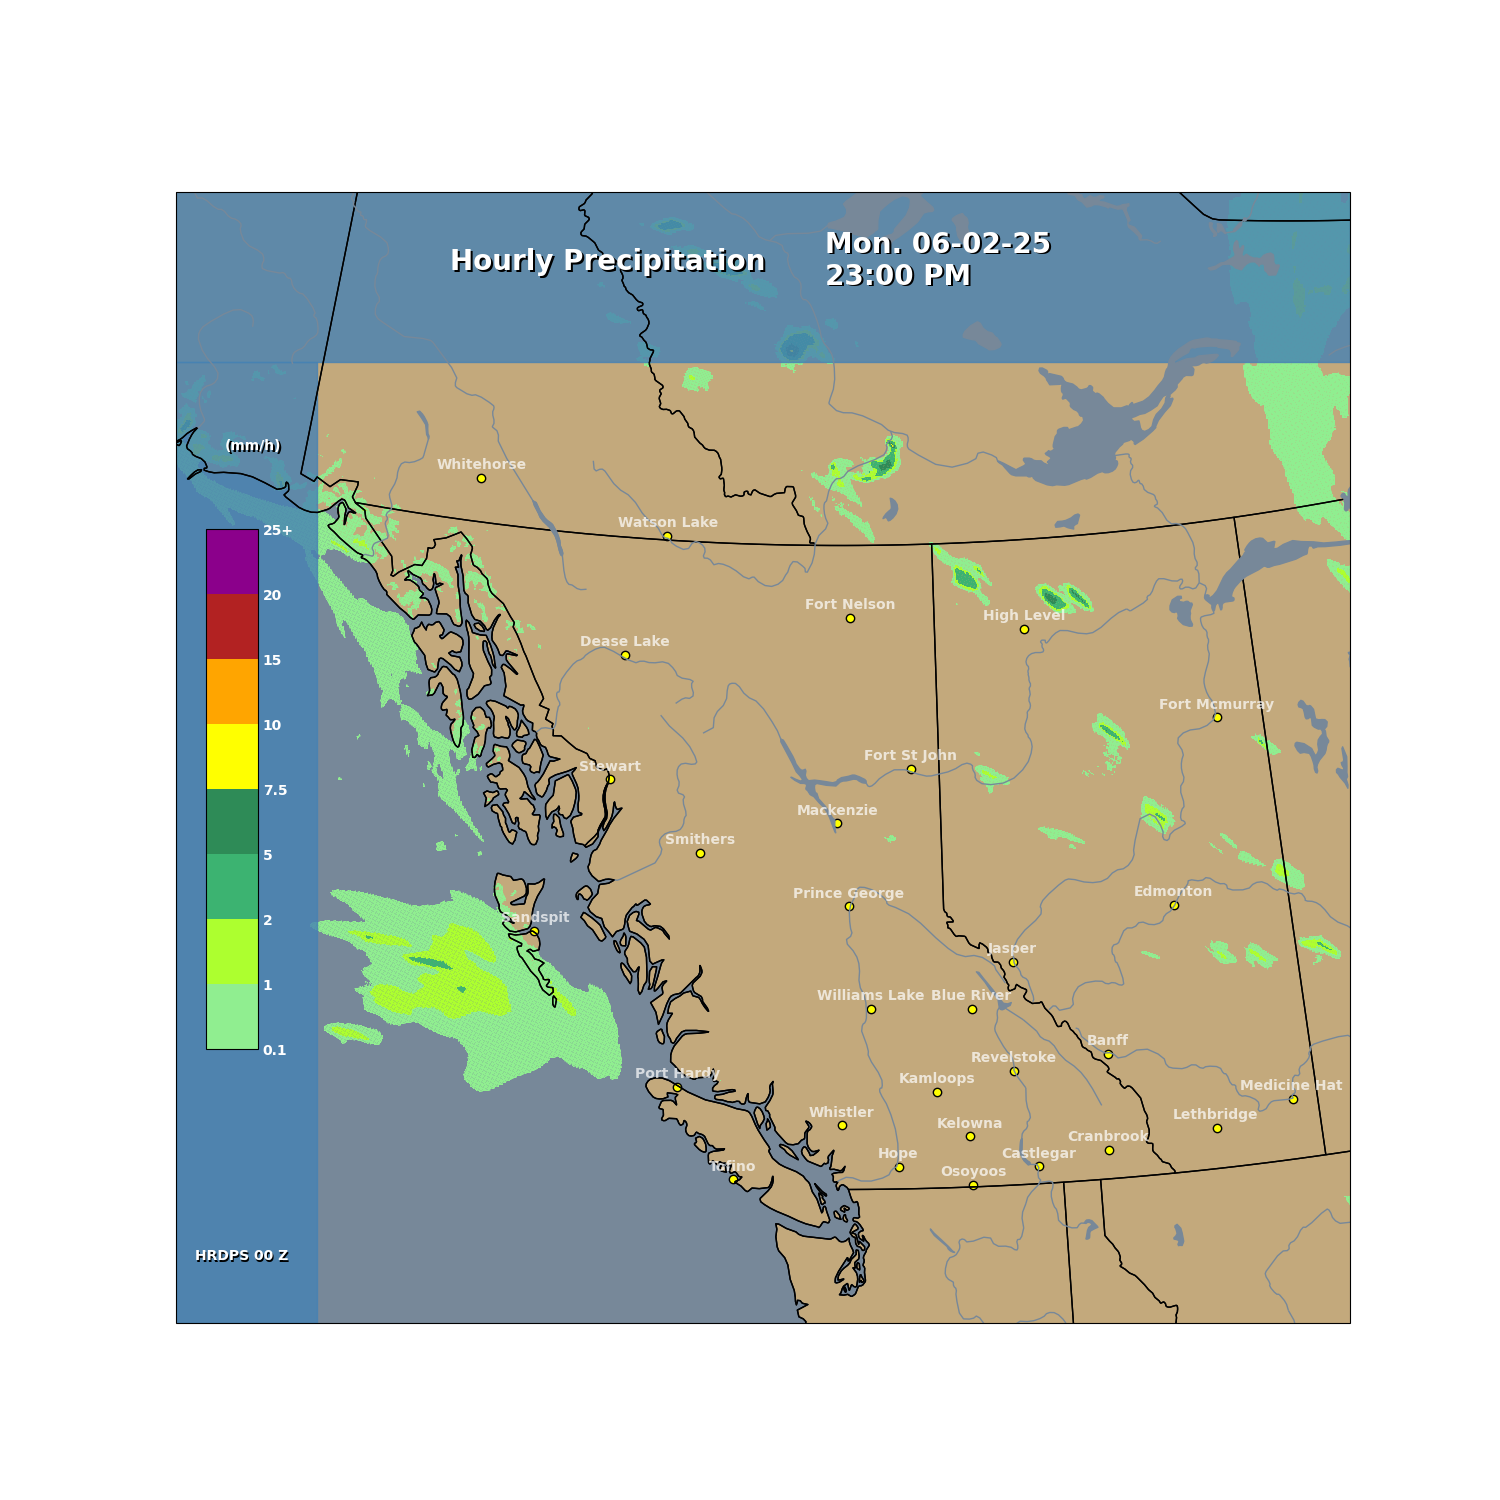 Hourly Precipitation
Mon. 06-02-25
23:00 PM
(mm/h)
25+
20
15
10
7.5
5
2
1
0.1
Whitehorse
Watson Lake
Fort Nelson
High Level
Dease Lake
Fort Mcmurray
Fort St John
Stewart
Mackenzie
Smithers
Prince George
Edmonton
Sandspit
Jasper
Williams Lake
Blue River
Banff
Revelstoke
Port Hardy
Kamloops
Medicine Hat
Whistler
Lethbridge
Kelowna
Cranbrook
Hope
Castlegar
Tofino
Osoyoos
HRDPS 00 Z